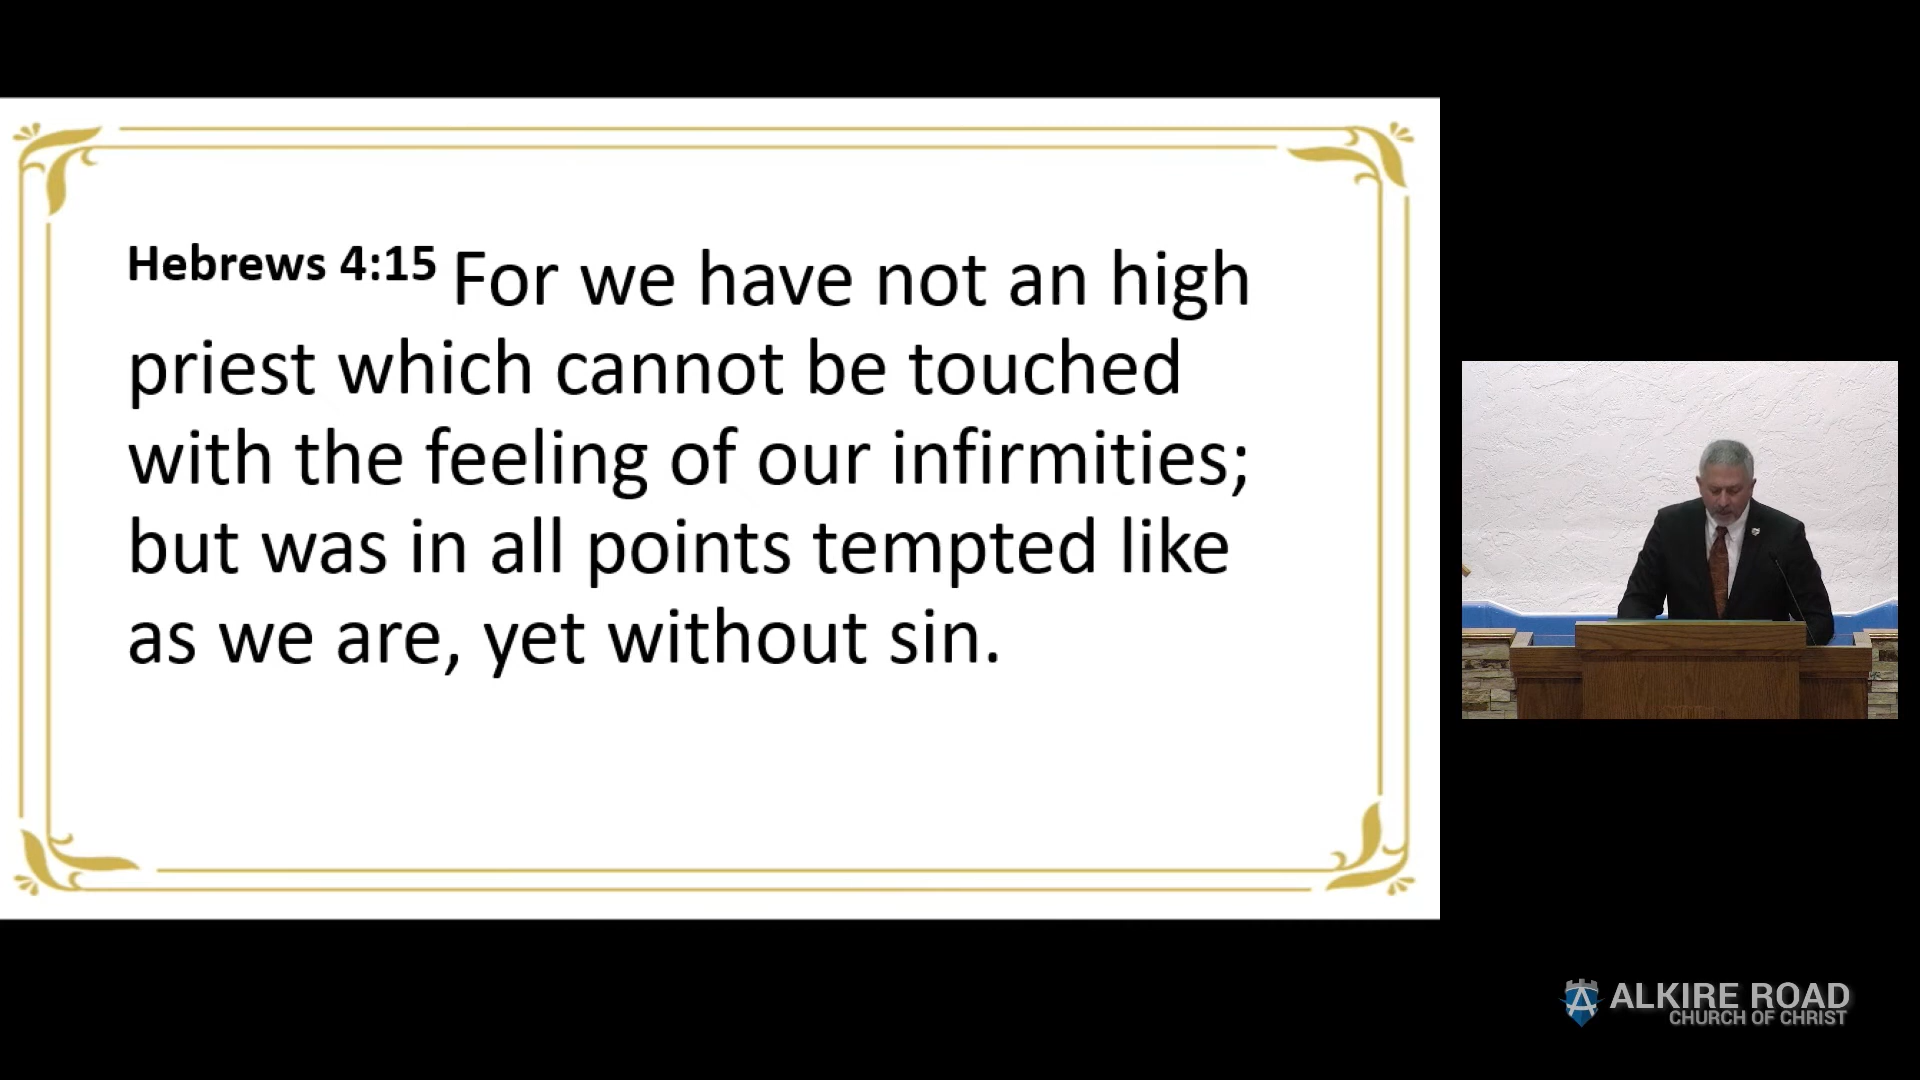 Hebrews 4:15 For we have not an high
priest which cannot be touched
with the feeling of our infirmities;
but was in all points tempted like
as we are, yet without sin.
ALKIRE ROAD
CHURCH OF CHRIST